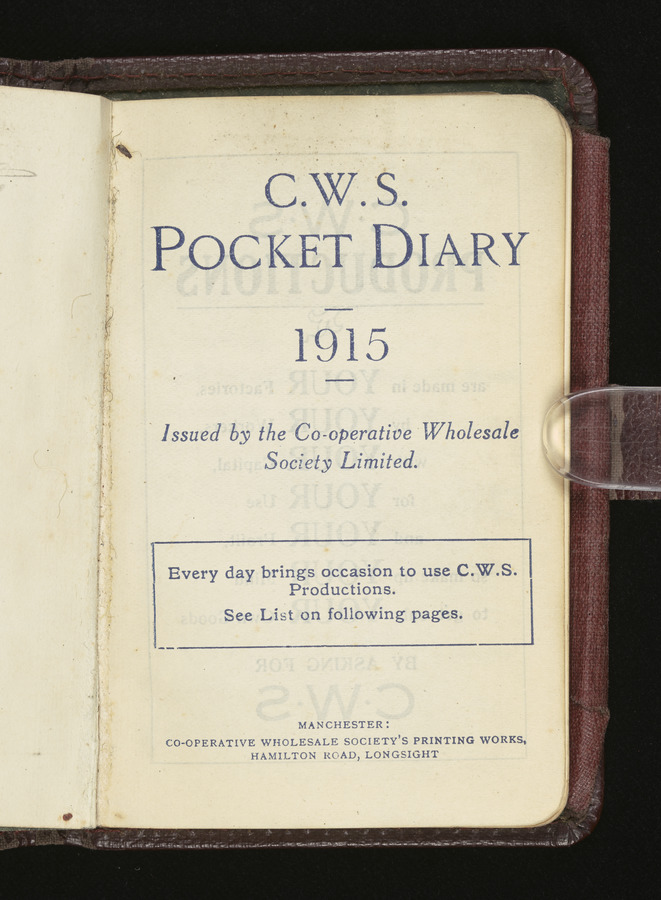 C.W.S.
POCKET DIARY
1915
Issued by the Co-operative Wholesale
Society Limited.
Every day brings occasion to use C.W.S.
Productions.
See List on following pages.
MANCHESTER:
CO-OPERATIVE WHOLESALE SOCIETY'S PRINTING WORKS,
HAMILTON ROAD, LONGSIGHT